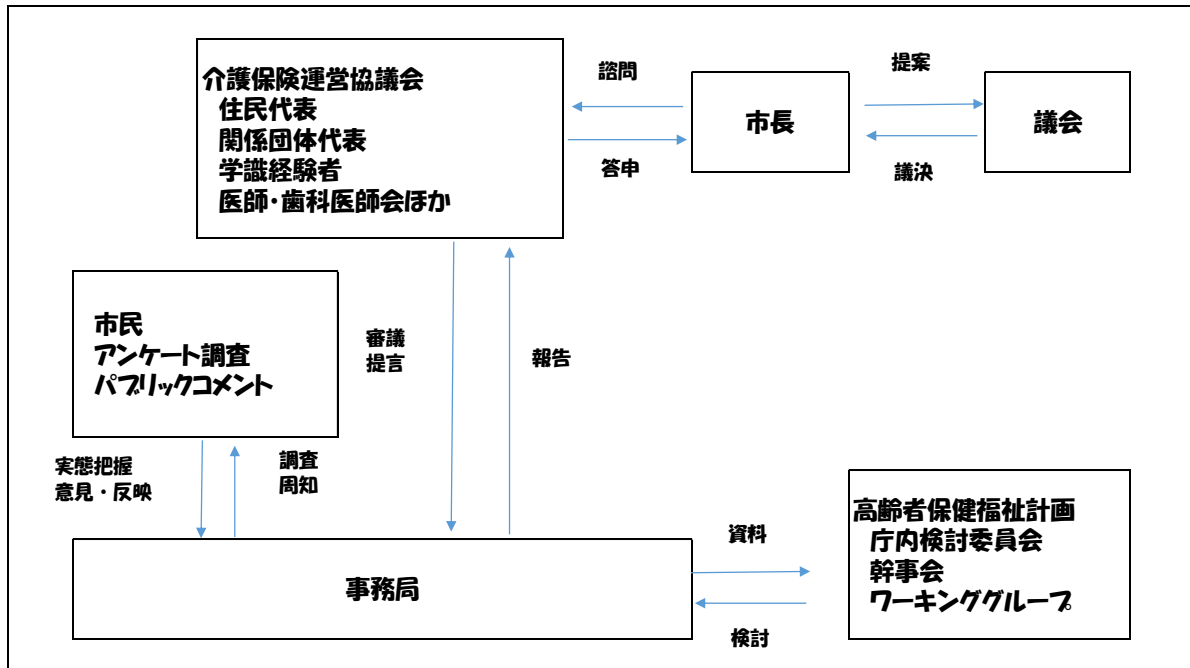 介護保険運営協議会
住民代表
関係団体代表
学識経験者
医師・歯科医師会ほか
諮問
答申
市長
提案
議決
議会
市民
アンケート調査
パブリックコメント
審議
提言
報告
実態把握
意見・反映
調査
周知
事務局
資料
検討
高齢者保健福祉計画
庁内検討委員会
幹事会
ワーキンググループ